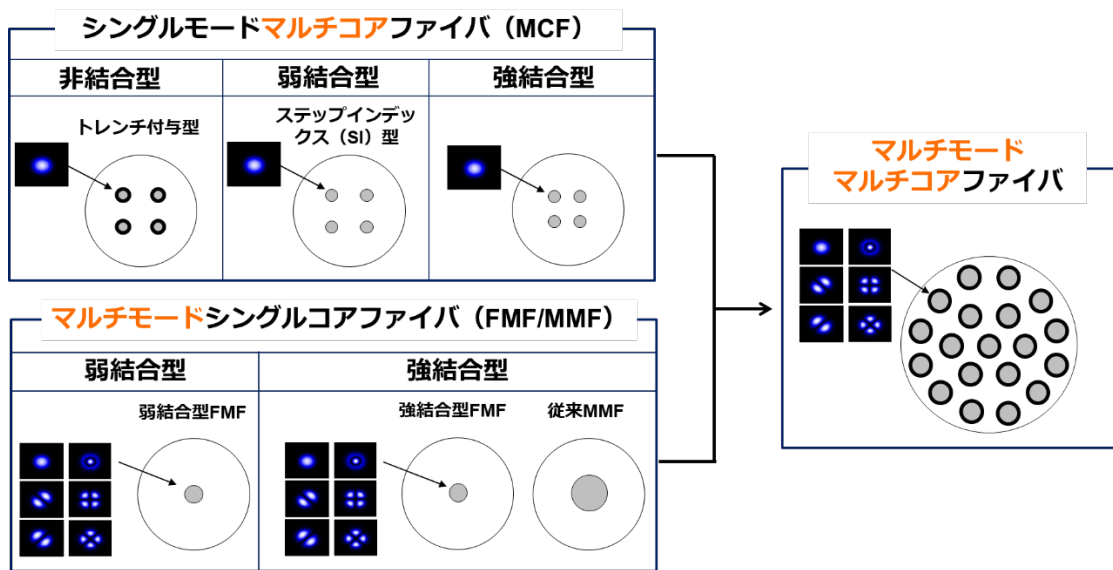 シングルモードマルチコアファイバ（MCF）
非結合型
弱結合型
強結合型
トレンチ付与型
ステップインデッ
クス（SI）型
マルチモードシングルコアファイバ（FMF/MMF）
弱結合型
強結合型
弱結合型FMF
強結合型FMF
従来MMF
マルチモード
マルチコアファイバ